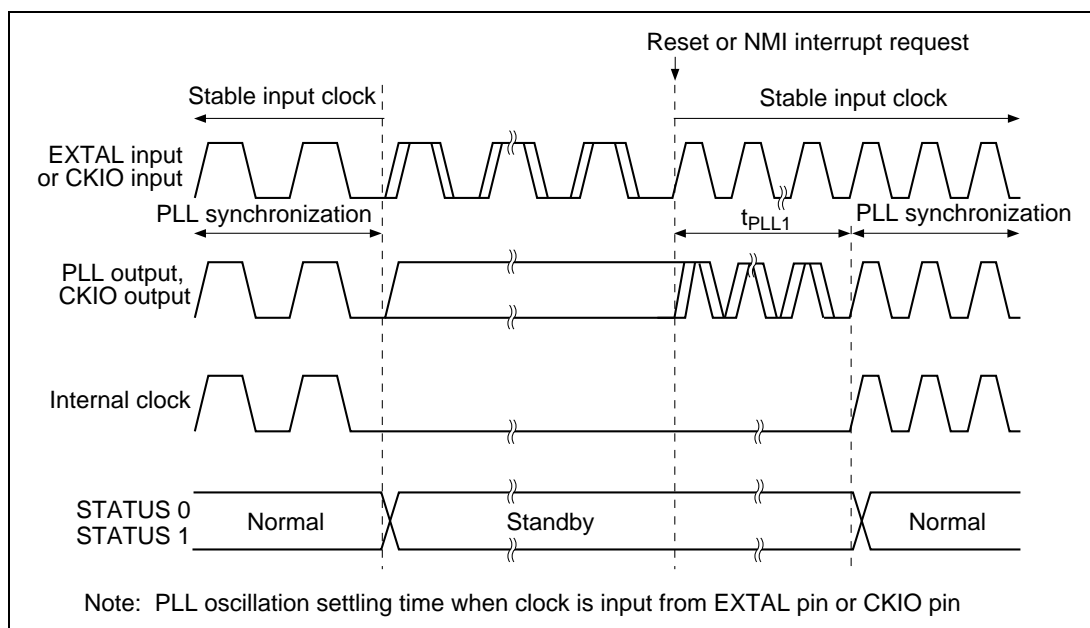 Reset or NMI interrupt request
Stable input clock
Stable input clock
EXTAL input
or CKIO input
PLL synchronization
tPLL1
PLL synchronization
PLL output,
CKIO output
Internal clock
STATUS 0
STATUS 1
Normal
Standby
Normal
Note: PLL oscillation settling time when clock is input from EXTAL pin or CKIO pin